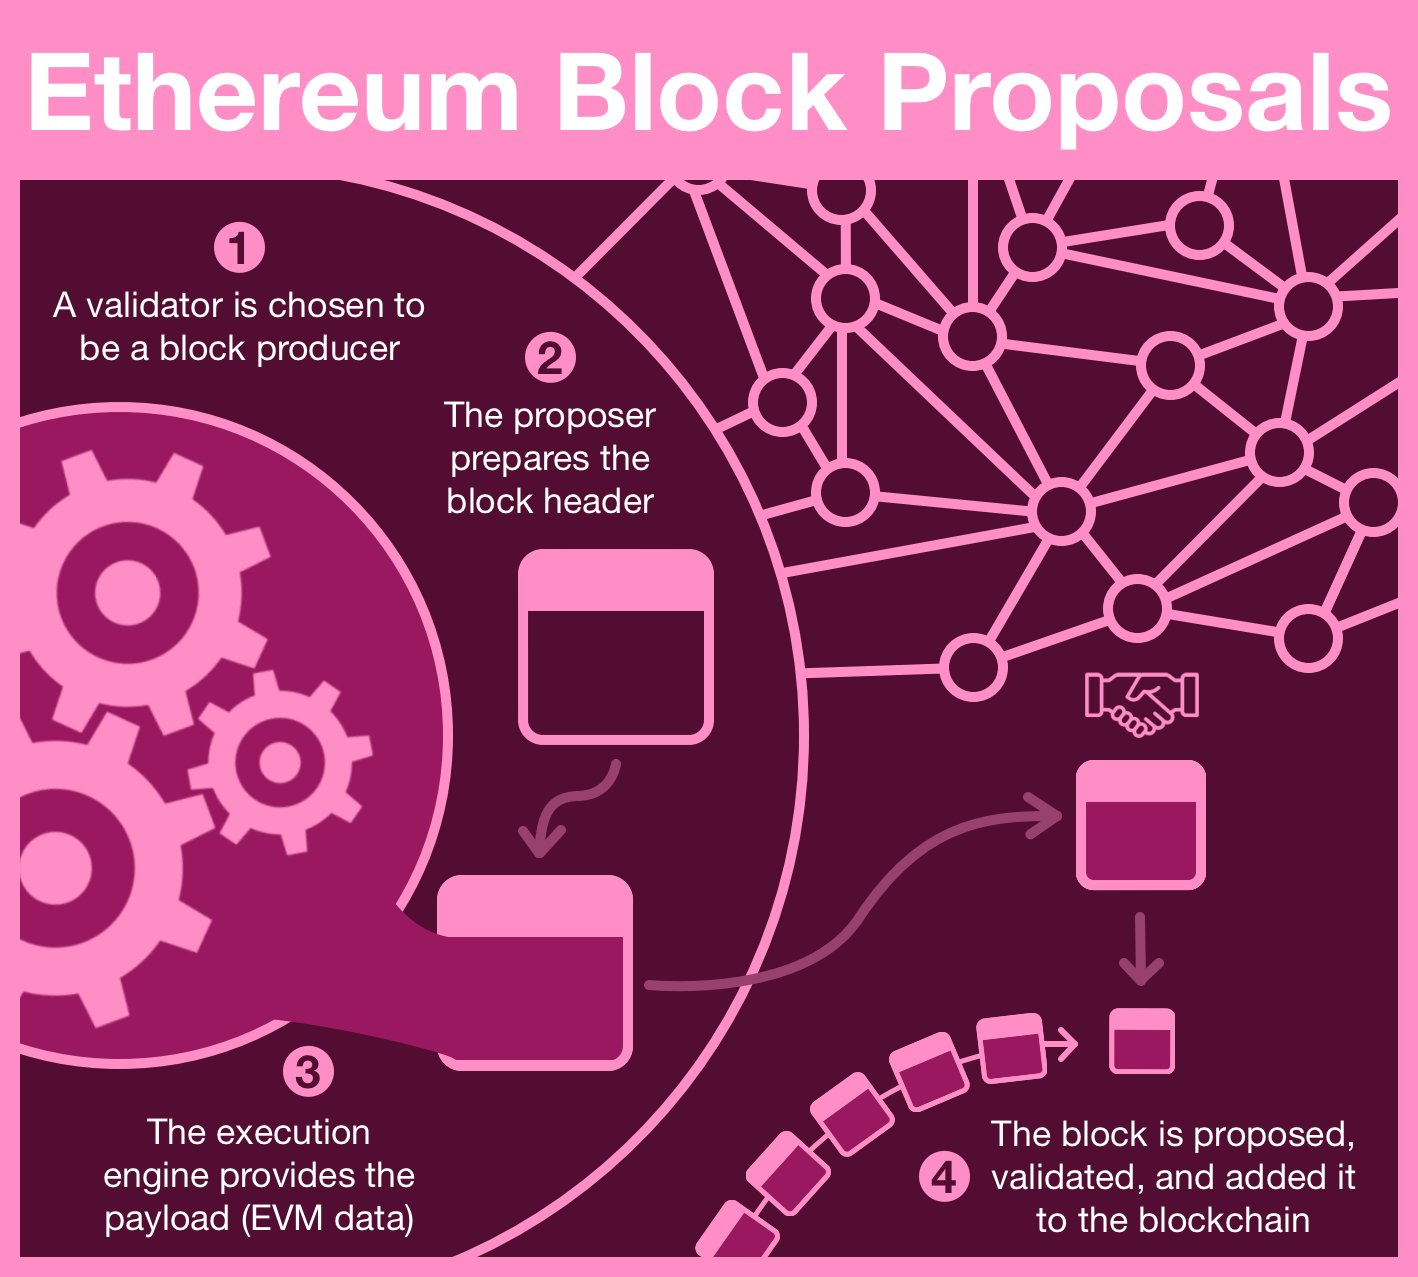 Ethereum Block Proposals
1
A validator is chosen to
be a block producer
2
The proposer
prepares the
block header
3
The execution
engine provides the
payload (EVM data)
4
The block is proposed,
validated, and added it
to the blockchain